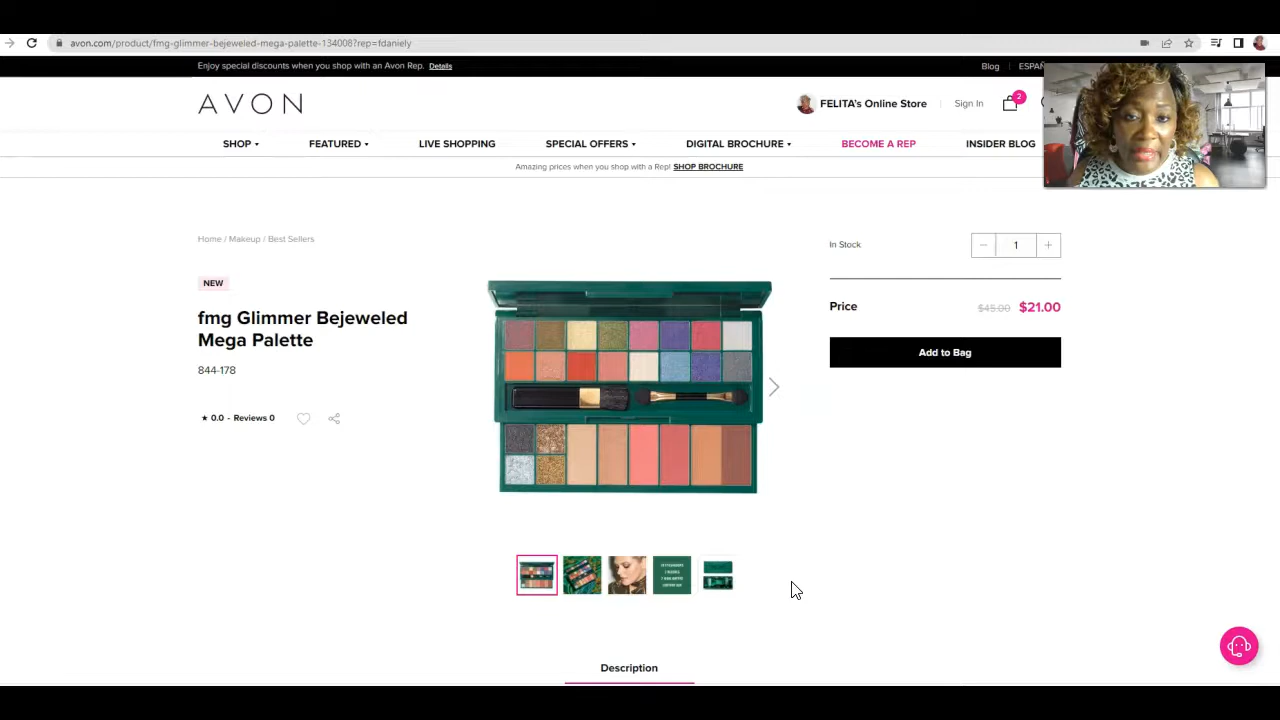 avon.com/product/fmg-glimmer-bejeweled-mega-palette-134008?rep=fdaniely
Enjoy special discounts when you shop with an Avon Rep. Details
Blog
AVON
FELITA's Online Store
Sign In
2
SHOP
FEATURED
LIVE SHOPPING
SPECIAL OFFERS
DIGITAL BROCHURE
BECOME A REP
INSIDER BLOG
Amazing prices when you shop with a Rep! SHOP BROCHURE
Home / Makeup / Best Sellers
In Stock
1
NEW
Price
$45.00 $21.00
fmg Glimmer Bejeweled
Mega Palette
Add to Bag
844-178
★ 0.0 - Reviews 0
Description